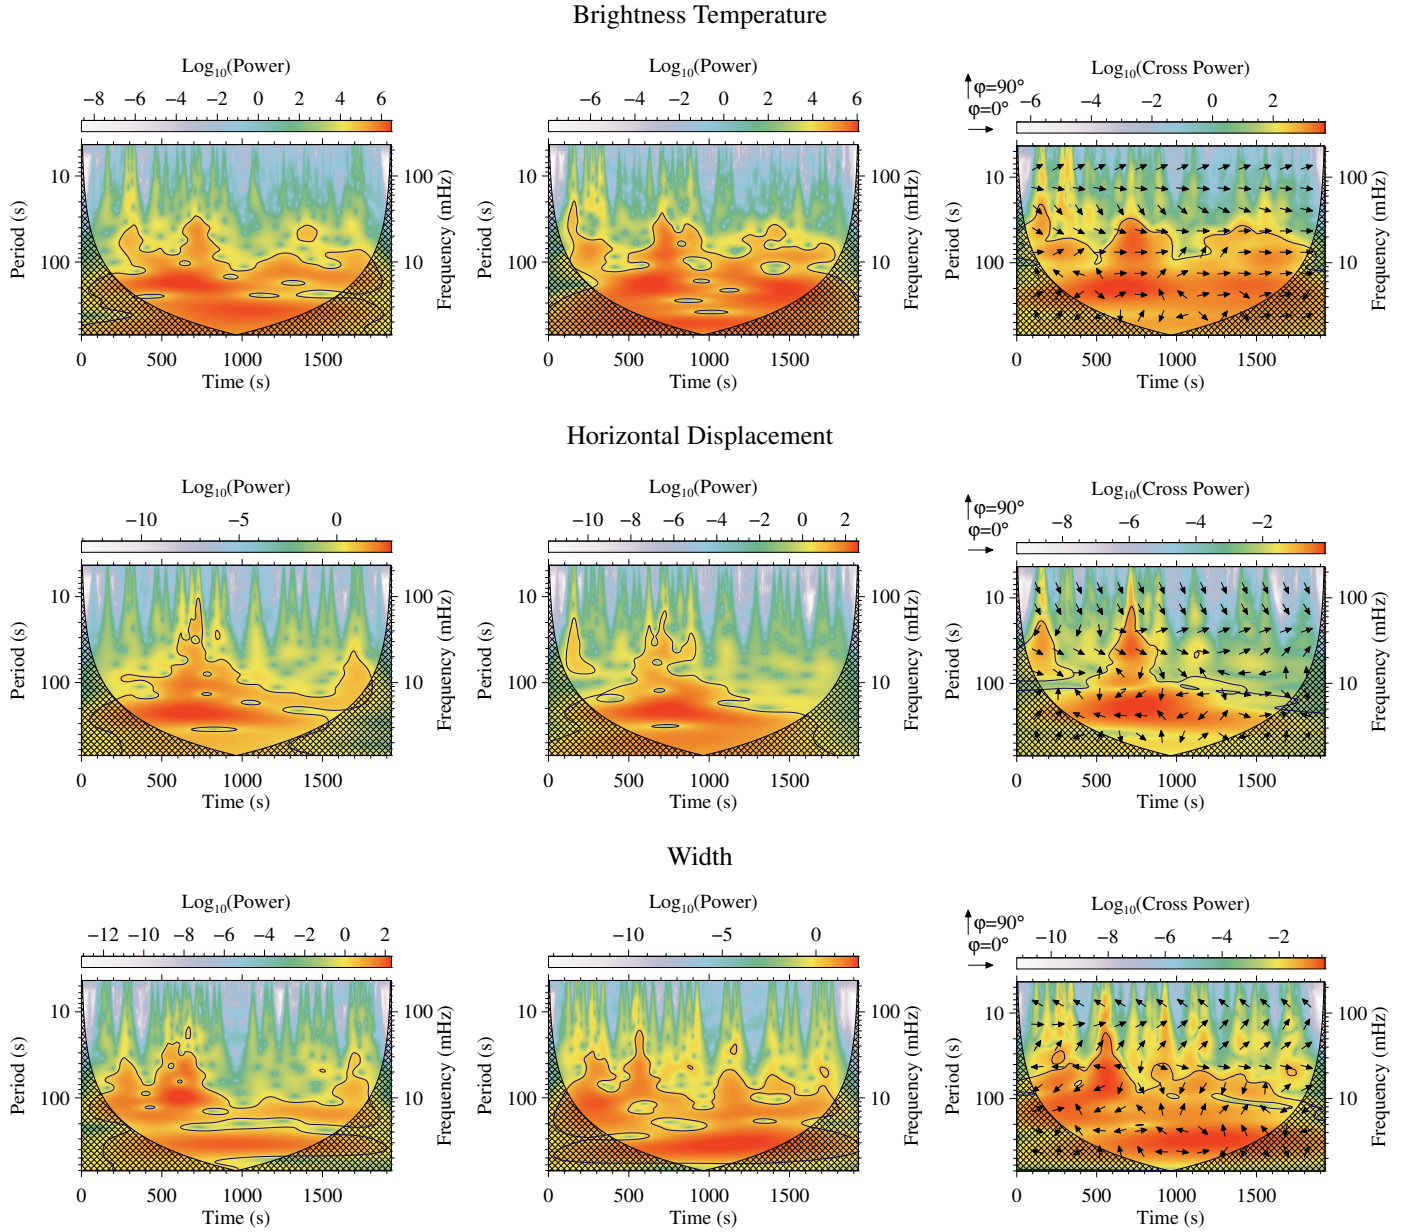 Brightness Temperature
Log10(Power)
−8 −6 −4 −2 0 2 4 6
Log10(Power)
−6 −4 −2 0 2 4 6
φ=90°
φ=0°
Log10(Cross Power)
−6 −4 −2 0 2
Period (s)
10
100
100
10
Frequency (mHz)
0 500 1000 1500
Time (s)
Period (s)
10
100
100
10
Frequency (mHz)
0 500 1000 1500
Time (s)
Period (s)
10
100
100
10
Frequency (mHz)
0 500 1000 1500
Time (s)
Horizontal Displacement
Log10(Power)
−10 −5 0
Log10(Power)
−10 −8 −6 −4 −2 0 2
φ=90°
φ=0°
Log10(Cross Power)
−8 −6 −4 −2
Period (s)
10
100
100
10
Frequency (mHz)
0 500 1000 1500
Time (s)
Period (s)
10
100
100
10
Frequency (mHz)
0 500 1000 1500
Time (s)
Period (s)
10
100
100
10
Frequency (mHz)
0 500 1000 1500
Time (s)
Width
Log10(Power)
−12 −10 −8 −6 −4 −2 0 2
Log10(Power)
−10 −5 0
φ=90°
φ=0°
Log10(Cross Power)
−10 −8 −6 −4 −2
Period (s)
10
100
100
10
Frequency (mHz)
0 500 1000 1500
Time (s)
Period (s)
10
100
100
10
Frequency (mHz)
0 500 1000 1500
Time (s)
Period (s)
10
100
100
10
Frequency (mHz)
0 500 1000 1500
Time (s)